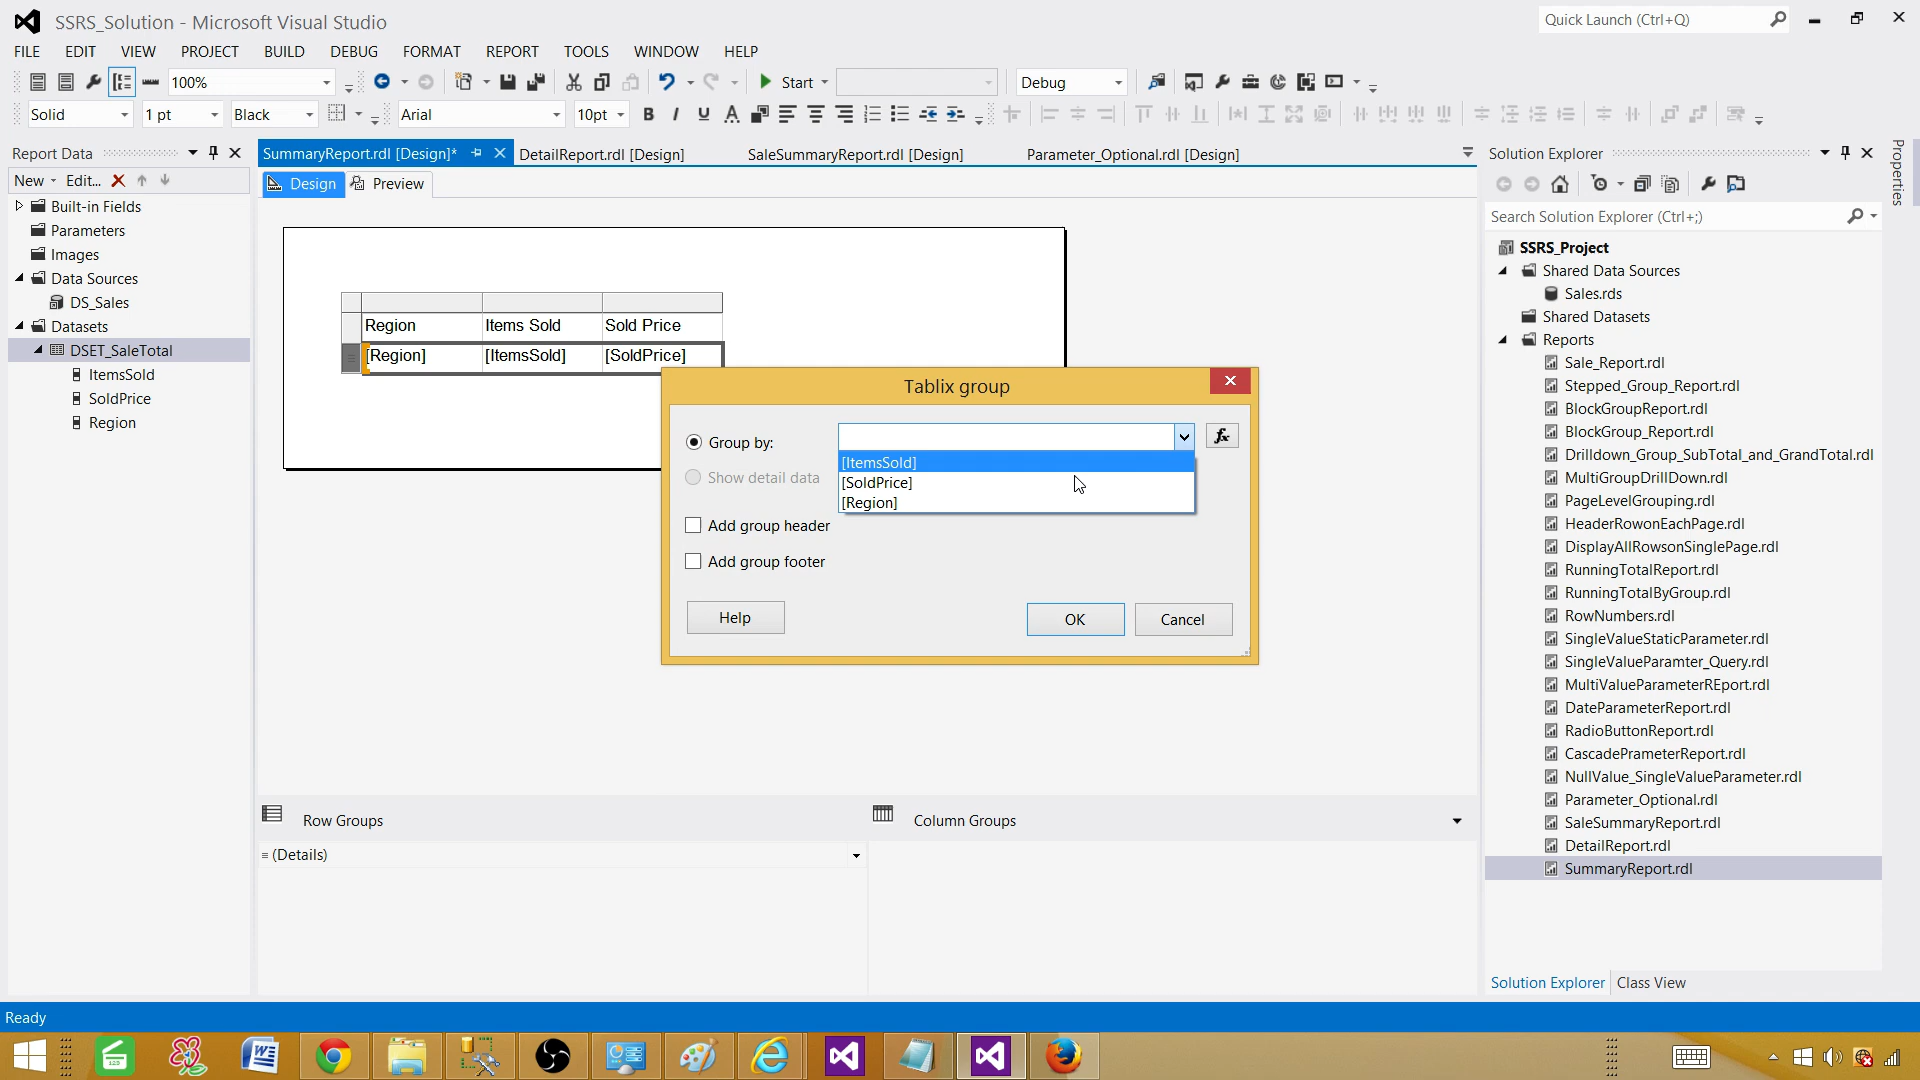 SSRS_Solution - Microsoft Visual Studio
Quick Launch (Ctrl+Q)
FILE EDIT VIEW PROJECT BUILD DEBUG FORMAT REPORT TOOLS WINDOW HELP
100%
Start
Debug
Solid 1 pt Black Arial 10pt B I U A
Report Data
SummaryReport.rdl [Design]* DetailReport.rdl [Design] SaleSummaryReport.rdl [Design] Parameter_Optional.rdl [Design]
Solution Explorer
Properties
New Edit...
Design Preview
Search Solution Explorer (Ctrl+;)
Built-in Fields
Parameters
Images
Data Sources
DS_Sales
Datasets
DSET_SaleTotal
ItemsSold
SoldPrice
Region
Region Items Sold Sold Price
[Region] [ItemsSold] [SoldPrice]
Tablix group
Group by:
fx
[ItemsSold]
[SoldPrice]
[Region]
Show detail data
Add group header
Add group footer
Help OK Cancel
Row Groups
Column Groups
(Details)
SSRS_Project
Shared Data Sources
Sales.rds
Shared Datasets
Reports
Sale_Report.rdl
Stepped_Group_Report.rdl
BlockGroupReport.rdl
BlockGroup_Report.rdl
Drilldown_Group_SubTotal_and_GrandTotal.rdl
MultiGroupDrillDown.rdl
PageLevelGrouping.rdl
HeaderRowonEachPage.rdl
DisplayAllRowsonSinglePage.rdl
RunningTotalReport.rdl
RunningTotalByGroup.rdl
RowNumbers.rdl
SingleValueStaticParameter.rdl
SingleValueParamter_Query.rdl
MultiValueParameterREport.rdl
DateParameterReport.rdl
RadioButtonReport.rdl
CascadePrameterReport.rdl
NullValue_SingleValueParameter.rdl
Parameter_Optional.rdl
SaleSummaryReport.rdl
DetailReport.rdl
SummaryReport.rdl
Solution Explorer Class View
Ready